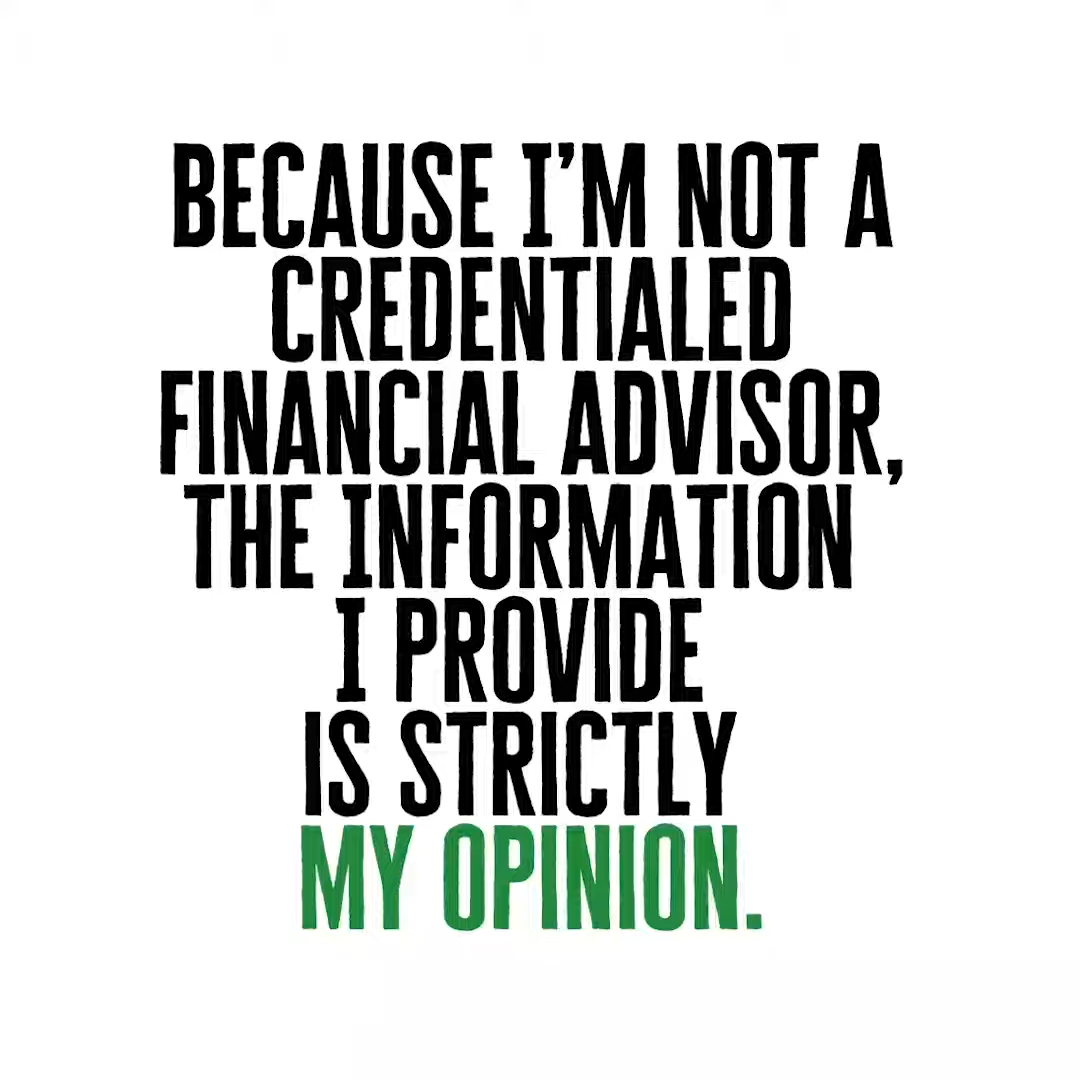 BECAUSE I’M NOT A
CREDENTIALED
FINANCIAL ADVISOR,
THE INFORMATION
I PROVIDE
IS STRICTLY
MY OPINION.